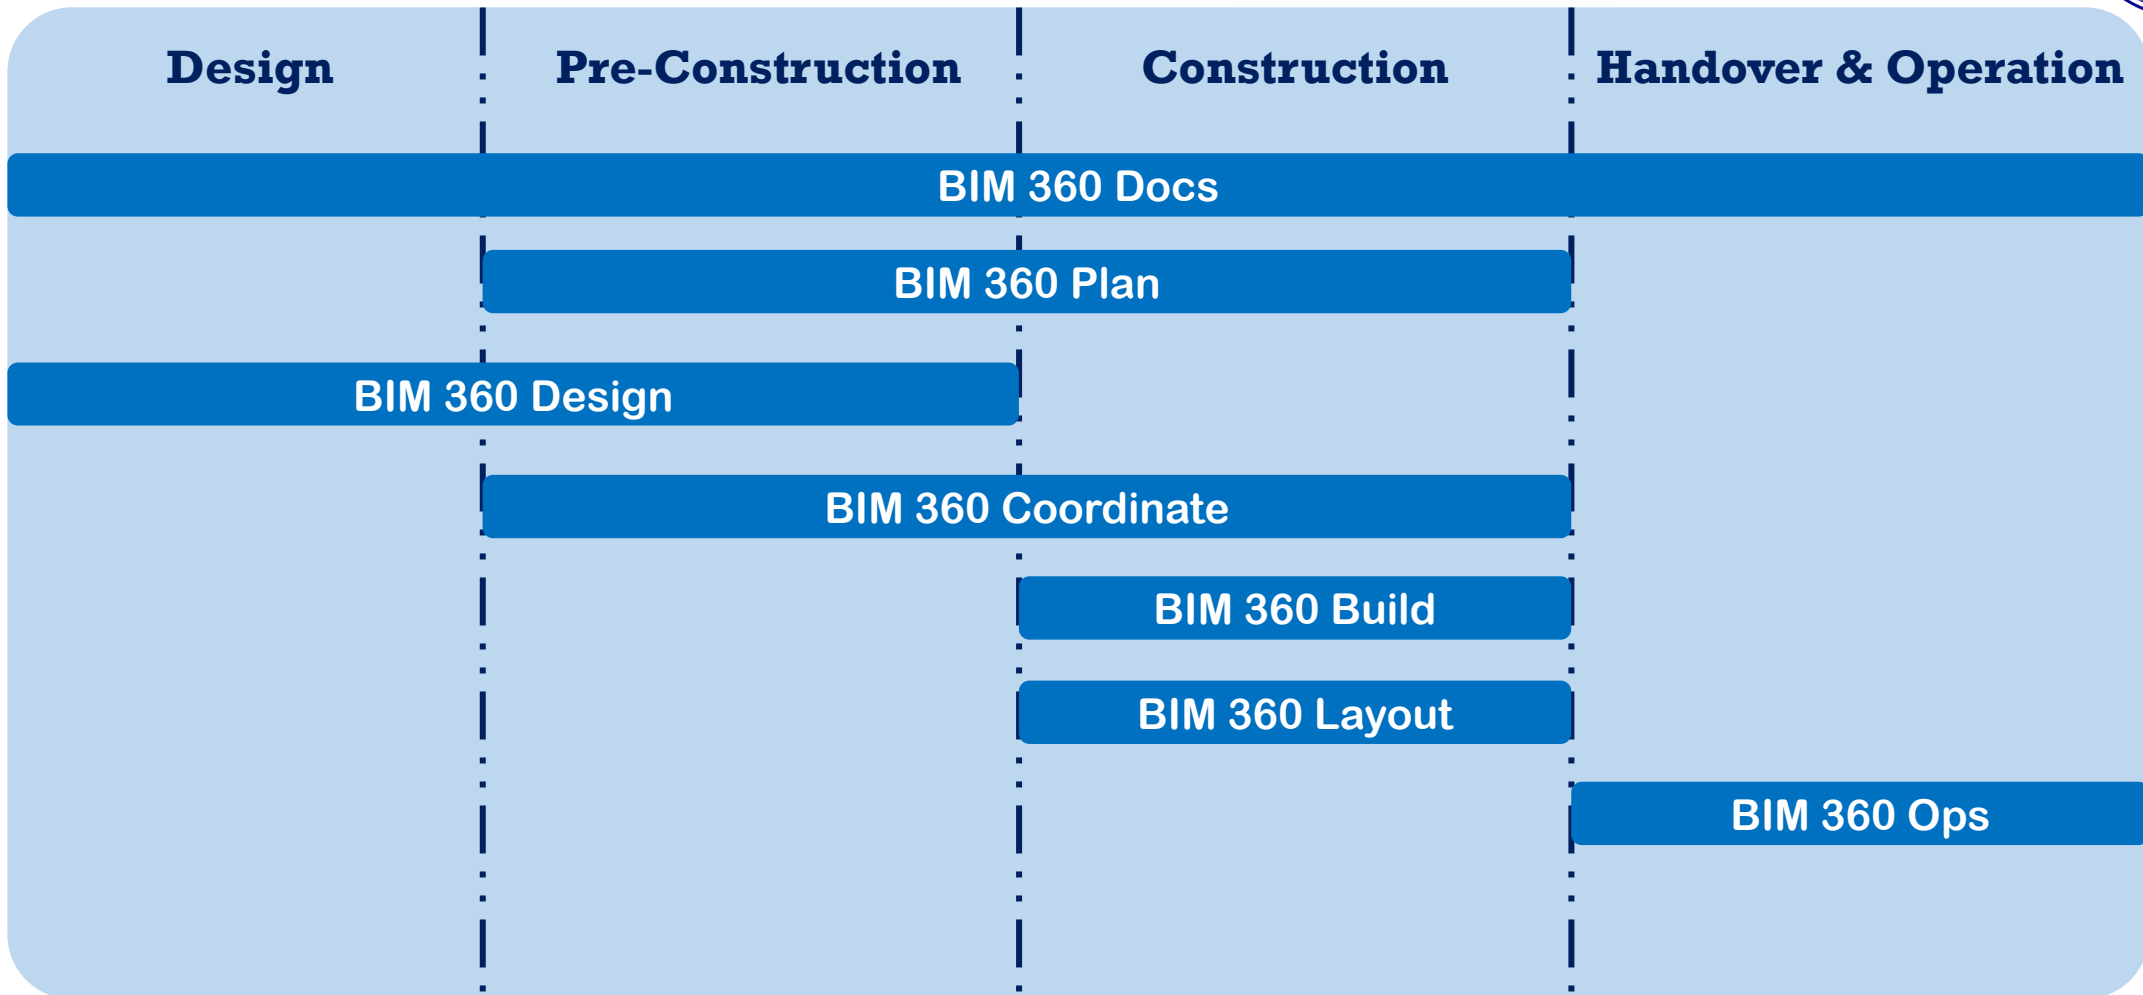 Design
Pre-Construction
Construction
Handover & Operation
BIM 360 Docs
BIM 360 Plan
BIM 360 Design
BIM 360 Coordinate
BIM 360 Build
BIM 360 Layout
BIM 360 Ops